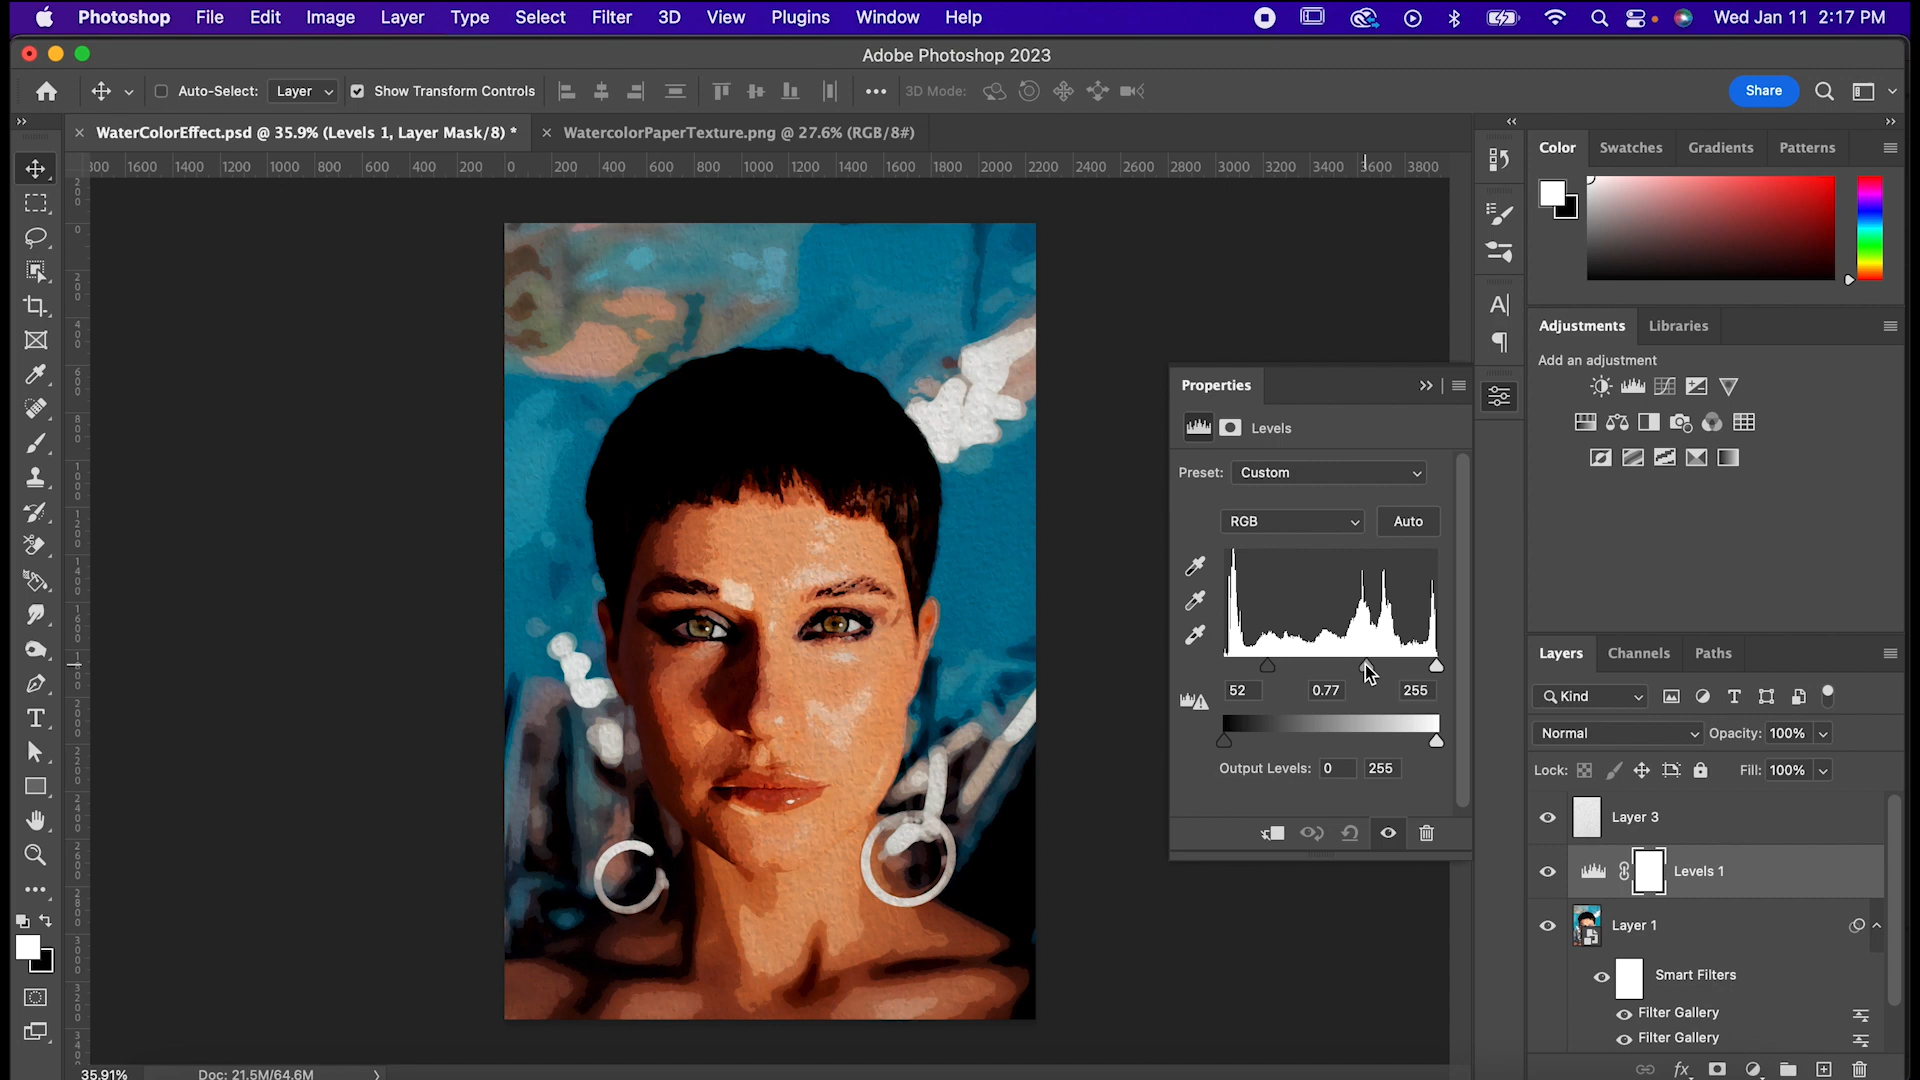 Photoshop File Edit Image Layer Type Select Filter 3D View Plugins Window Help Wed Jan 11 2:17 PM
Adobe Photoshop 2023
Auto-Select: Layer Show Transform Controls 3D Mode: Share
WaterColorEffect.psd @ 35.9% (Levels 1, Layer Mask/8) * WatercolorPaperTexture.png @ 27.6% (RGB/8#)
1600 1400 1200 1000 800 600 400 200 0 200 400 600 800 1000 1200 1400 1600 1800 2000 2200 2400 2600 2800 3000 3200 3400 3600 3800
Color Swatches Gradients Patterns
Adjustments Libraries
Add an adjustment
Properties
Levels
Preset: Custom
RGB Auto
52 0.77 255
Output Levels: 0 255
Layers Channels Paths
Kind
Normal Opacity: 100%
Lock: Fill: 100%
Layer 3
Levels 1
Layer 1
Smart Filters
Filter Gallery
Filter Gallery
35.91% Doc: 21.5M/64.6M